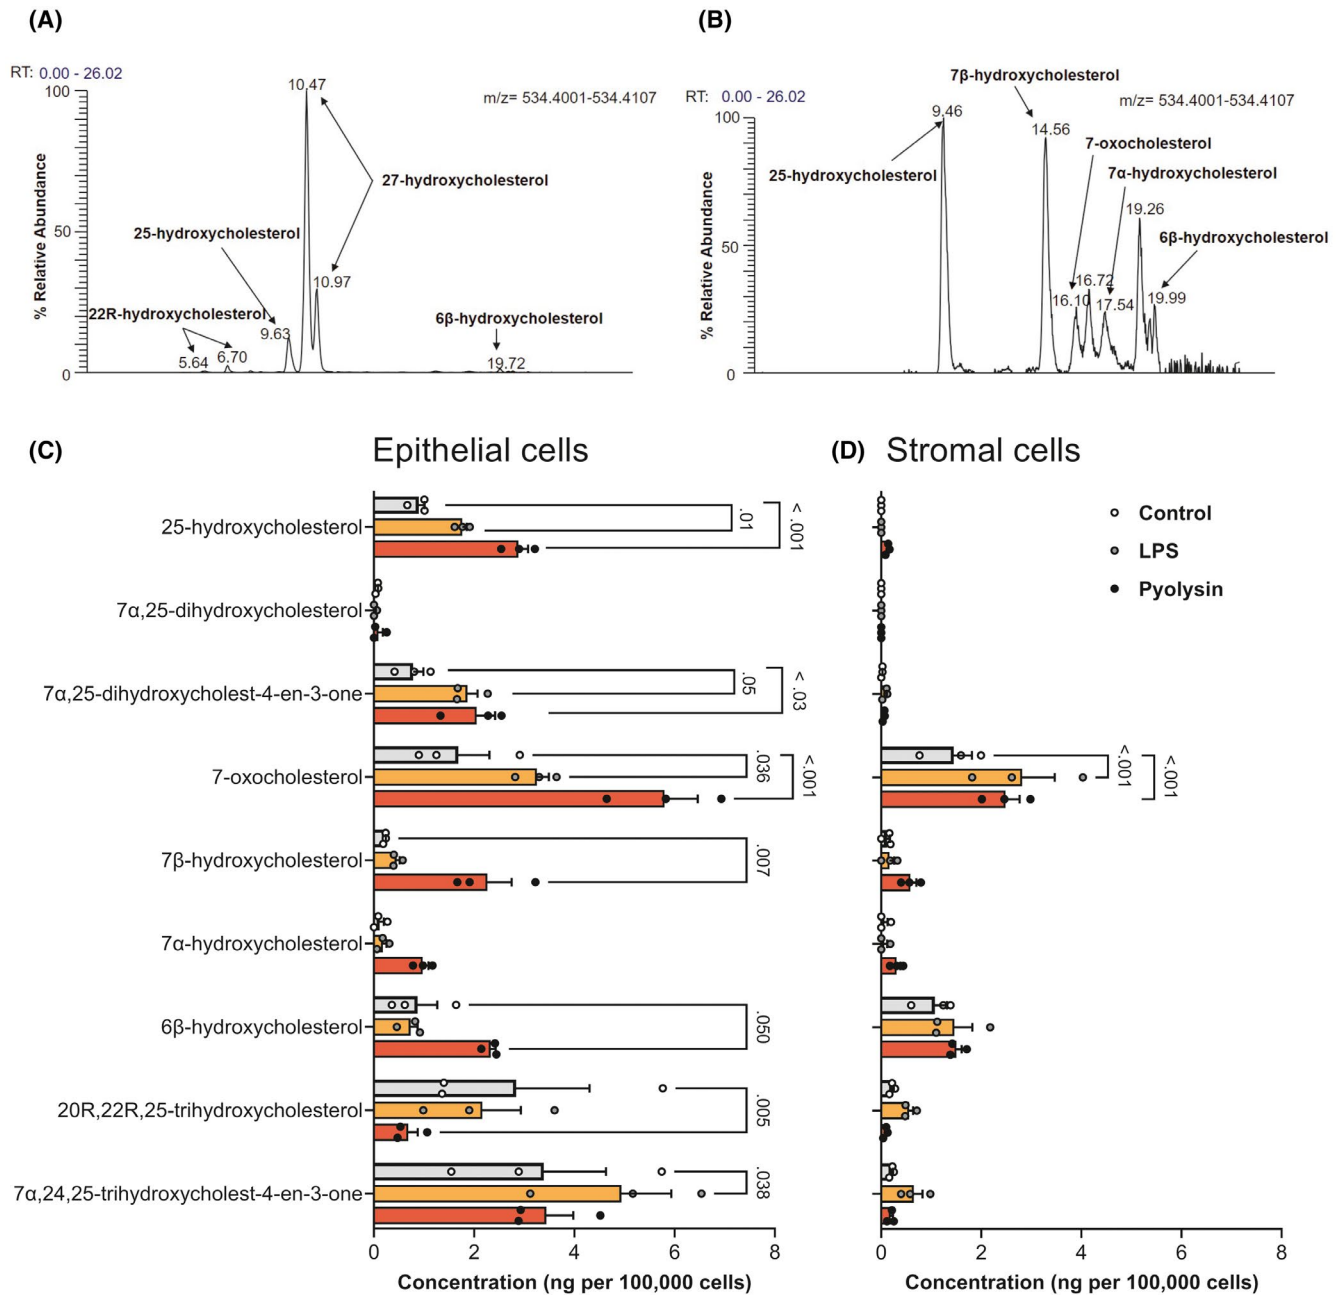 (A)
RT: 0.00 - 26.02
m/z= 534.4001-534.4107
% Relative Abundance
100
50
0
10.47
27-hydroxycholesterol
25-hydroxycholesterol
10.97
22R-hydroxycholesterol
9.63
5.64
6.70
6β-hydroxycholesterol
19.72
(B)
RT: 0.00 - 26.02
7β-hydroxycholesterol
m/z= 534.4001-534.4107
% Relative Abundance
100
50
0
9.46
14.56
7-oxocholesterol
25-hydroxycholesterol
7α-hydroxycholesterol
19.26
6β-hydroxycholesterol
16.72
16.10
17.54
19.99
(C)
Epithelial cells
25-hydroxycholesterol
.01
< .001
7α,25-dihydroxycholesterol
7α,25-dihydroxycholest-4-en-3-one
.05
< .03
7-oxocholesterol
.036
<.001
7β-hydroxycholesterol
.007
7α-hydroxycholesterol
6β-hydroxycholesterol
.050
20R,22R,25-trihydroxycholesterol
.005
7α,24,25-trihydroxycholest-4-en-3-one
.038
0 2 4 6 8
Concentration (ng per 100,000 cells)
(D)
Stromal cells
Control
LPS
Pyolysin
<.001
<.001
0 2 4 6 8
Concentration (ng per 100,000 cells)